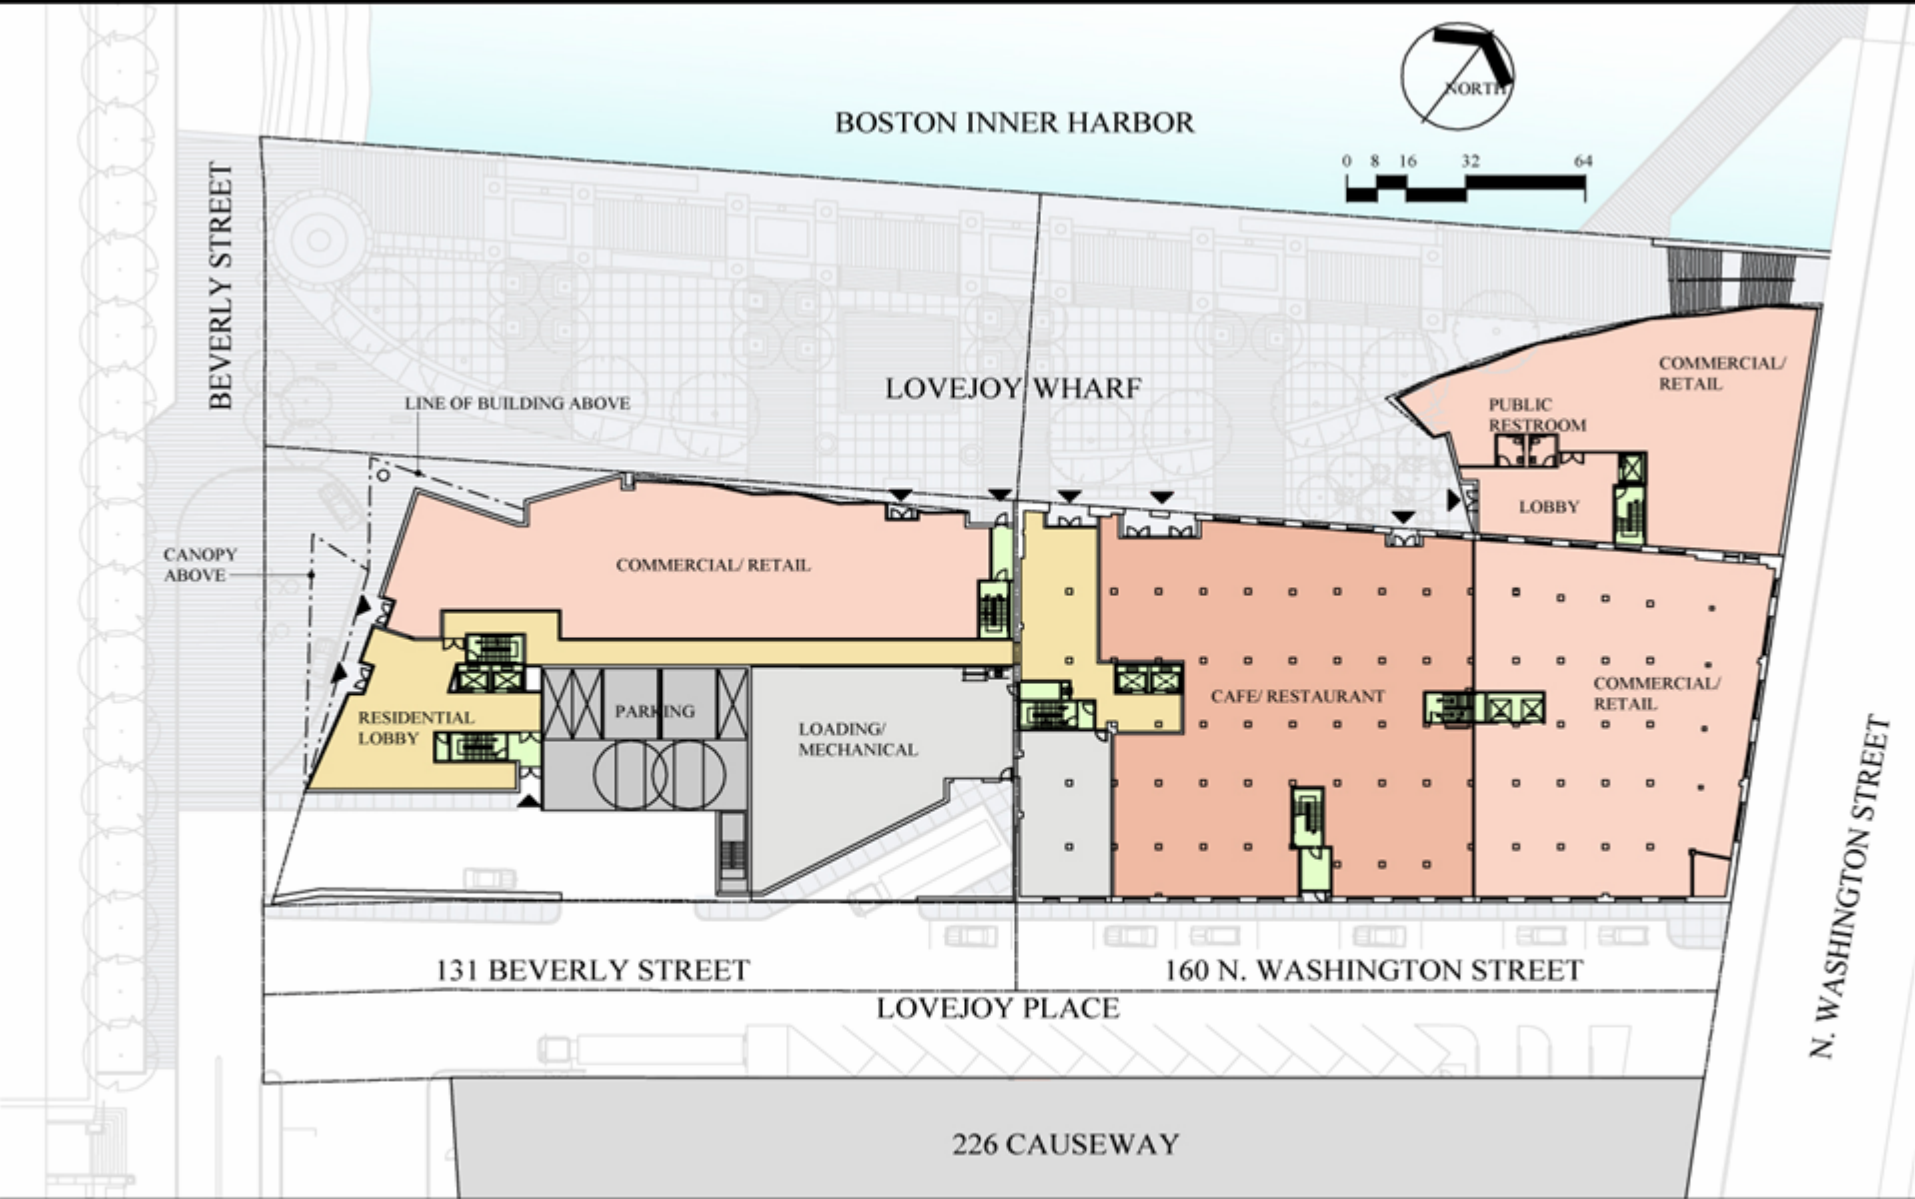 BOSTON INNER HARBOR
NORTH
0 8 16 32 64
BEVERLY STREET
LINE OF BUILDING ABOVE
LOVEJOY WHARF
COMMERCIAL/
RETAIL
PUBLIC
RESTROOM
LOBBY
CANOPY
ABOVE
COMMERCIAL/ RETAIL
RESIDENTIAL
LOBBY
PARKING
LOADING/
MECHANICAL
CAFE/ RESTAURANT
COMMERCIAL/
RETAIL
N. WASHINGTON STREET
131 BEVERLY STREET
160 N. WASHINGTON STREET
LOVEJOY PLACE
226 CAUSEWAY